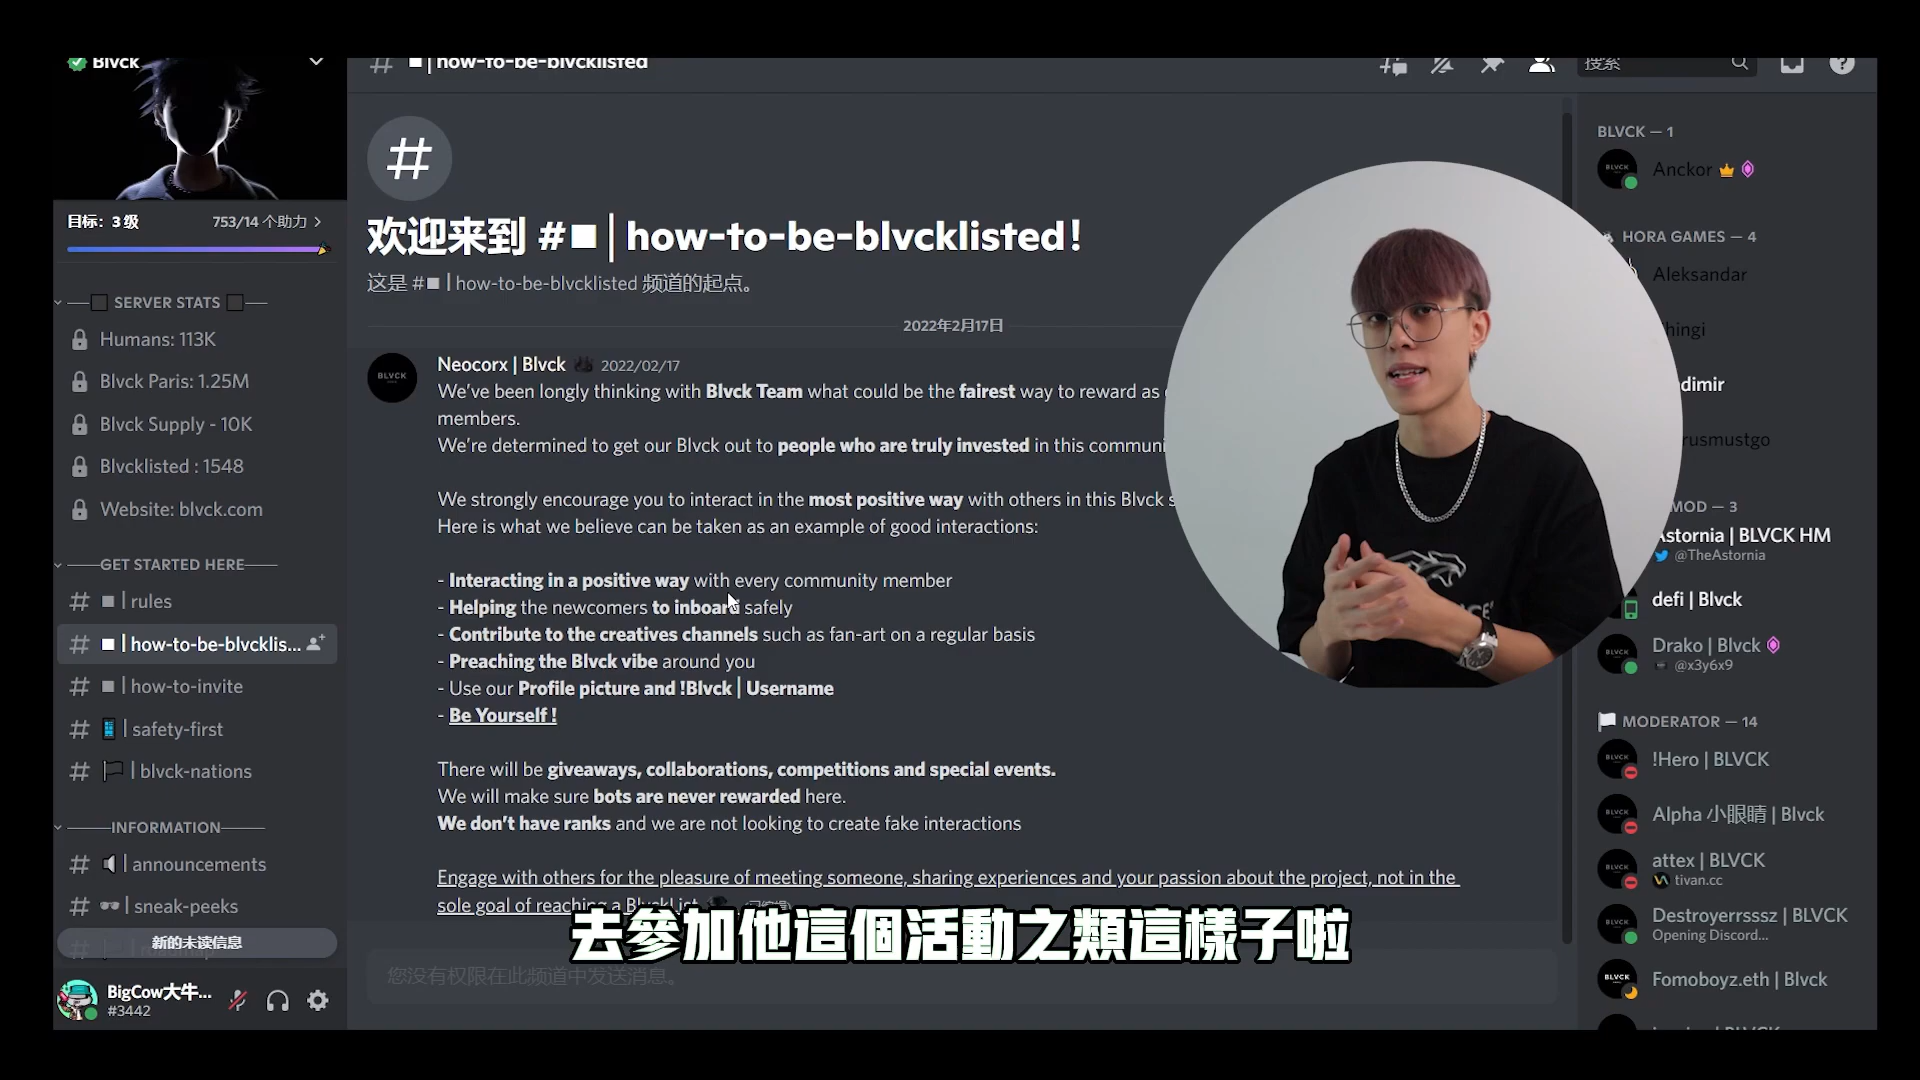 Blvck
目标：3 级
753/14 个助力
SERVER STATS
Humans: 113K
Blvck Paris: 1.25M
Blvck Supply - 10K
Blvcklisted : 1548
Website: blvck.com
GET STARTED HERE
# | rules
# | how-to-be-blvcklis...
# | how-to-invite
# | safety-first
# | blvck-nations
INFORMATION
# | announcements
# | sneak-peeks
新的未读信息
BigCow大牛...
#3442
# | how-to-be-blvcklisted
搜索
#
欢迎来到 #■ | how-to-be-blvcklisted！
这是 #■ | how-to-be-blvcklisted 频道的起点。
2022年2月17日
BLVCK
Neocorx | Blvck 2022/02/17
We've been longly thinking with Blvck Team what could be the fairest way to reward as
members.
We're determined to get our Blvck out to people who are truly invested in this
We strongly encourage you to interact in the most positive way with others in this Blvck
Here is what we believe can be taken as an example of good interactions:
- Interacting in a positive way with every community member
- Helping the newcomers to inboard safely
- Contribute to the creatives channels such as fan-art on a regular basis
- Preaching the Blvck vibe around you
- Use our Profile picture and !Blvck | Username
- Be Yourself !
There will be giveaways, collaborations, competitions and special events.
We will make sure bots are never rewarded here.
We don't have ranks and we are not looking to create fake interactions
Engage with others for the pleasure of meeting someone, sharing experiences and your passion about the project, not in the
sole goal of reaching a
去參加他這個活動之類這樣子啦
您没有权限在此频道中发送消息。
BLVCK — 1
Anckor
HORA GAMES — 4
Aleksandar
MOD — 3
Astornia | BLVCK HM
@TheAstornia
defi | Blvck
Drako | Blvck
@x3y6x9
MODERATOR — 14
!Hero | BLVCK
Alpha 小眼睛 | Blvck
attex | BLVCK
tivan.cc
Destroyerrsssz | BLVCK
Opening Discord...
Fomoboyz.eth | Blvck